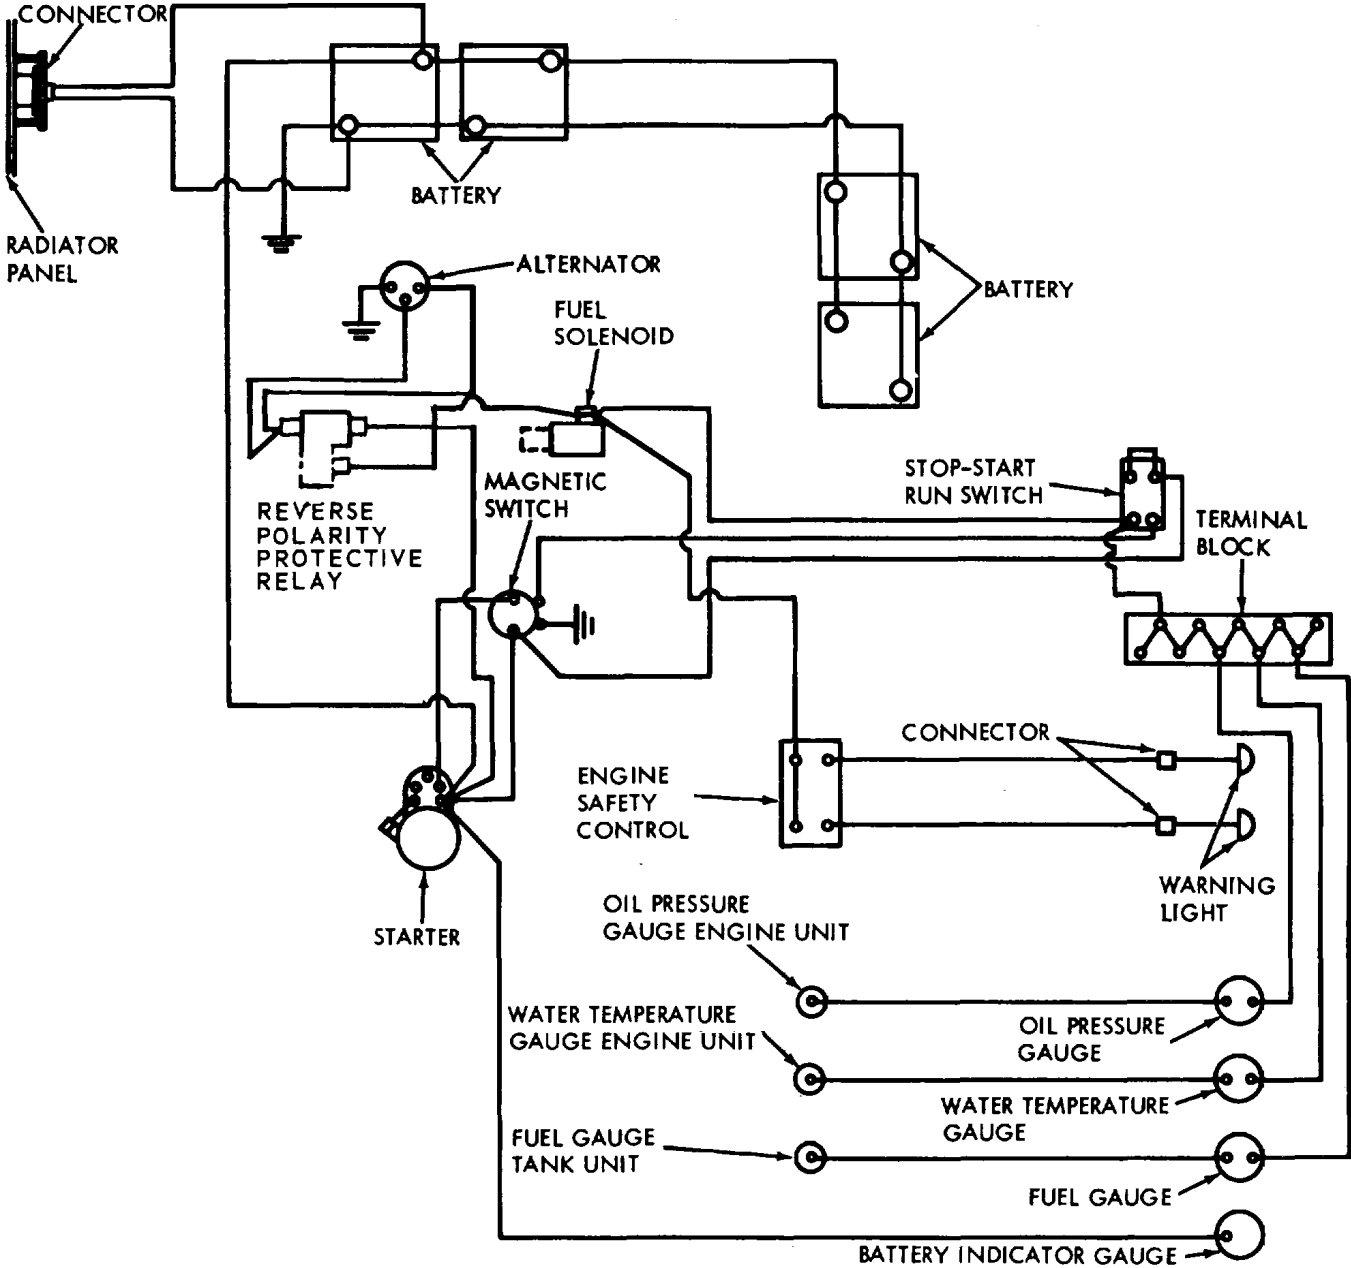 CONNECTOR
BATTERY
RADIATOR
PANEL
ALTERNATOR
BATTERY
FUEL
SOLENOID
STOP-START
RUN SWITCH
MAGNETIC
SWITCH
REVERSE
POLARITY
PROTECTIVE
RELAY
TERMINAL
BLOCK
CONNECTOR
ENGINE
SAFETY
CONTROL
WARNING
LIGHT
STARTER
OIL PRESSURE
GAUGE ENGINE UNIT
WATER TEMPERATURE
GAUGE ENGINE UNIT
OIL PRESSURE
GAUGE
WATER TEMPERATURE
GAUGE
FUEL GAUGE
TANK UNIT
FUEL GAUGE
BATTERY INDICATOR GAUGE